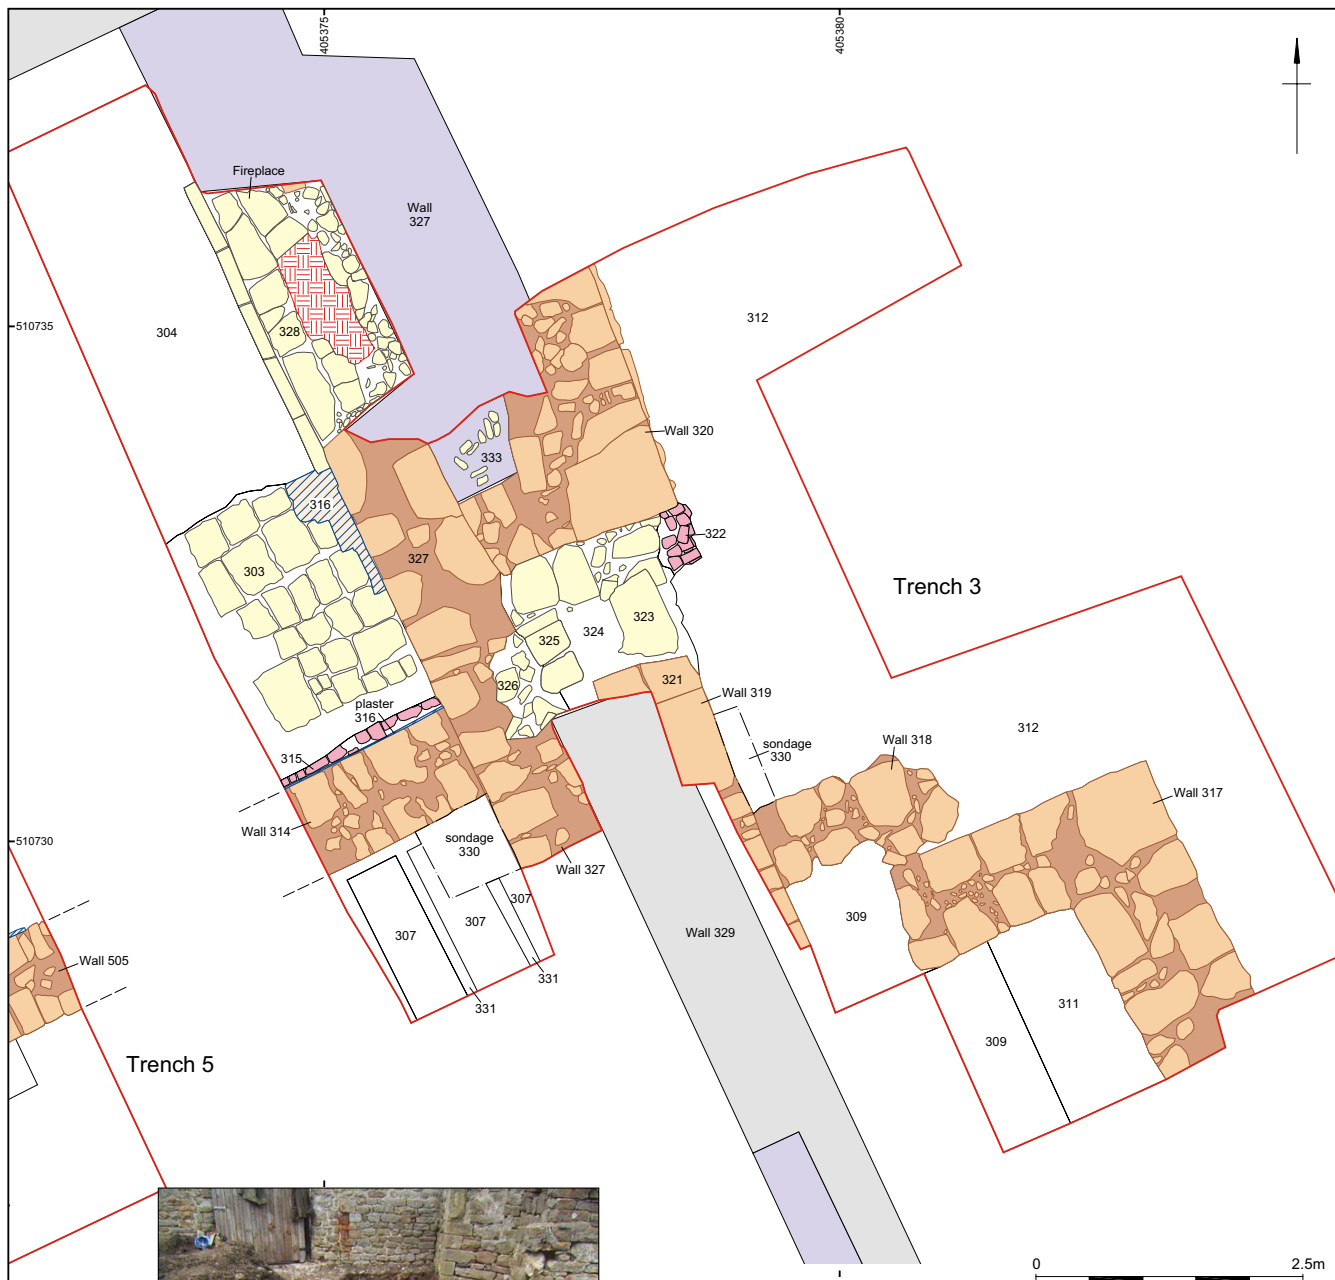 405375
405380
Fireplace
Wall
327
510735
304
328
312
333
Wall 320
316
322
303
327
Trench 3
323
324
325
326
321
plaster
316
Wall 319
315
sondage
330
Wall 318
312
Wall 317
Wall 314
510730
sondage
330
Wall 327
307
307
307
309
Wall 329
Wall 505
331
331
311
309
Trench 5
0
2.5m